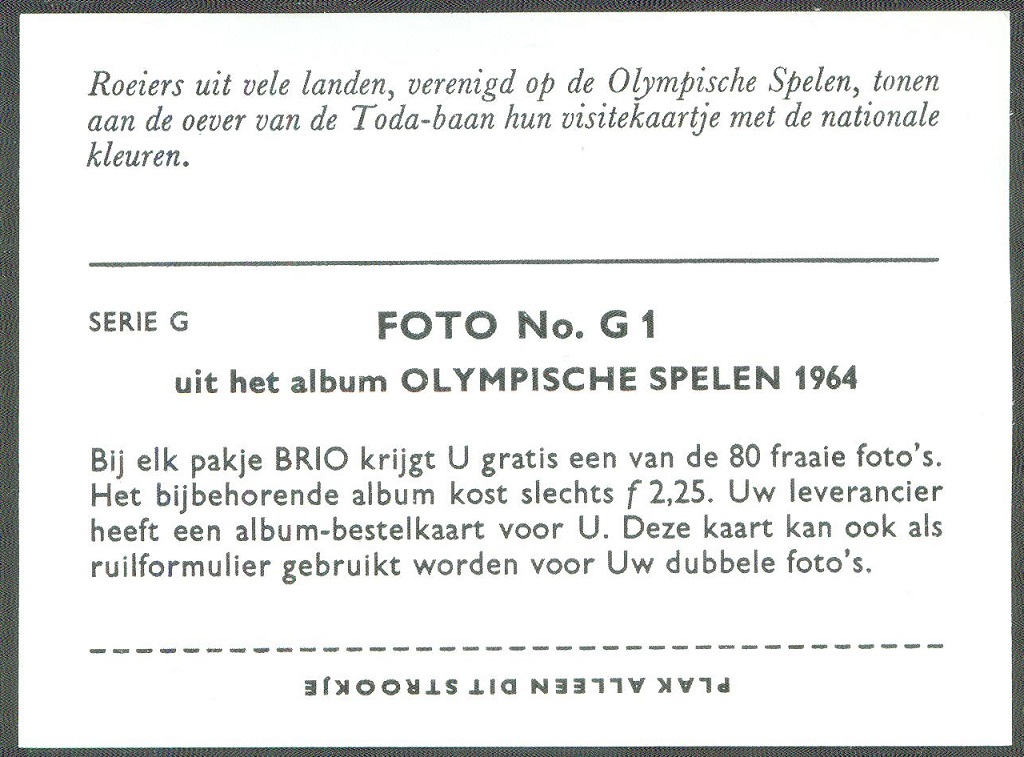 Roeiers uit vele landen, verenigd op de Olympische Spelen, tonen
aan de oever van de Toda-baan hun visitekaartje met de nationale
kleuren.
SERIE G
FOTO No. G 1
uit het album OLYMPISCHE SPELEN 1964
Bij elk pakje BRIO krijgt U gratis een van de 80 fraaie foto's.
Het bijbehorende album kost slechts f 2,25. Uw leverancier
heeft een album-bestelkaart voor U. Deze kaart kan ook als
ruilformulier gebruikt worden voor Uw dubbele foto's.
PLAK ALLEEN DIT STROOKJE